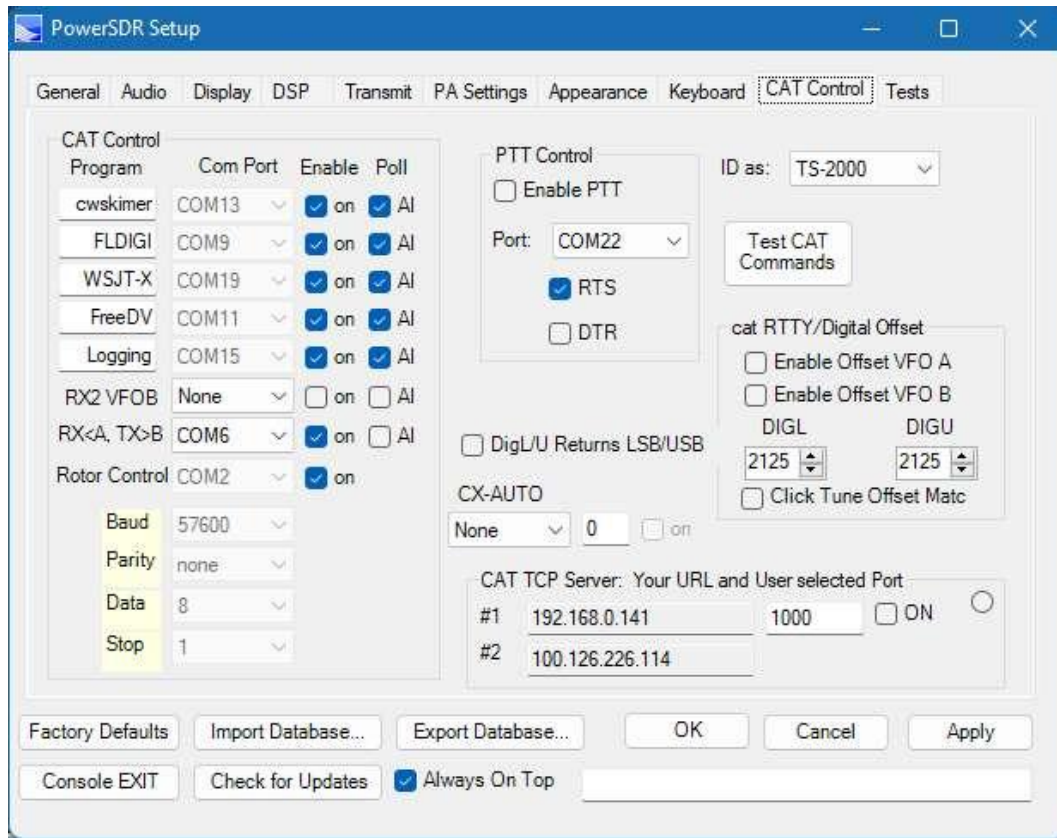 PowerSDR Setup
General Audio Display DSP Transmit PA Settings Appearance Keyboard CAT Control Tests
CAT Control
Program Com Port Enable Poll
cwskimer COM13 on AI
FLDIGI COM9 on AI
WSJT-X COM19 on AI
FreeDV COM11 on AI
Logging COM15 on AI
RX2 VFOB None on AI
RX<A, TX>B COM6 on AI
Rotor Control COM2 on
Baud 57600
Parity none
Data 8
Stop 1
PTT Control
Enable PTT
Port: COM22
RTS
DTR
ID as: TS-2000
Test CAT
Commands
cat RTTY/Digital Offset
Enable Offset VFO A
Enable Offset VFO B
DIGL DIGU
2125 2125
Click Tune Offset Matc
DigL/U Returns LSB/USB
CX-AUTO
None 0 on
CAT TCP Server: Your URL and User selected Port
#1 192.168.0.141 1000 ON
#2 100.126.226.114
Factory Defaults Import Database... Export Database... OK Cancel Apply
Console EXIT Check for Updates Always On Top